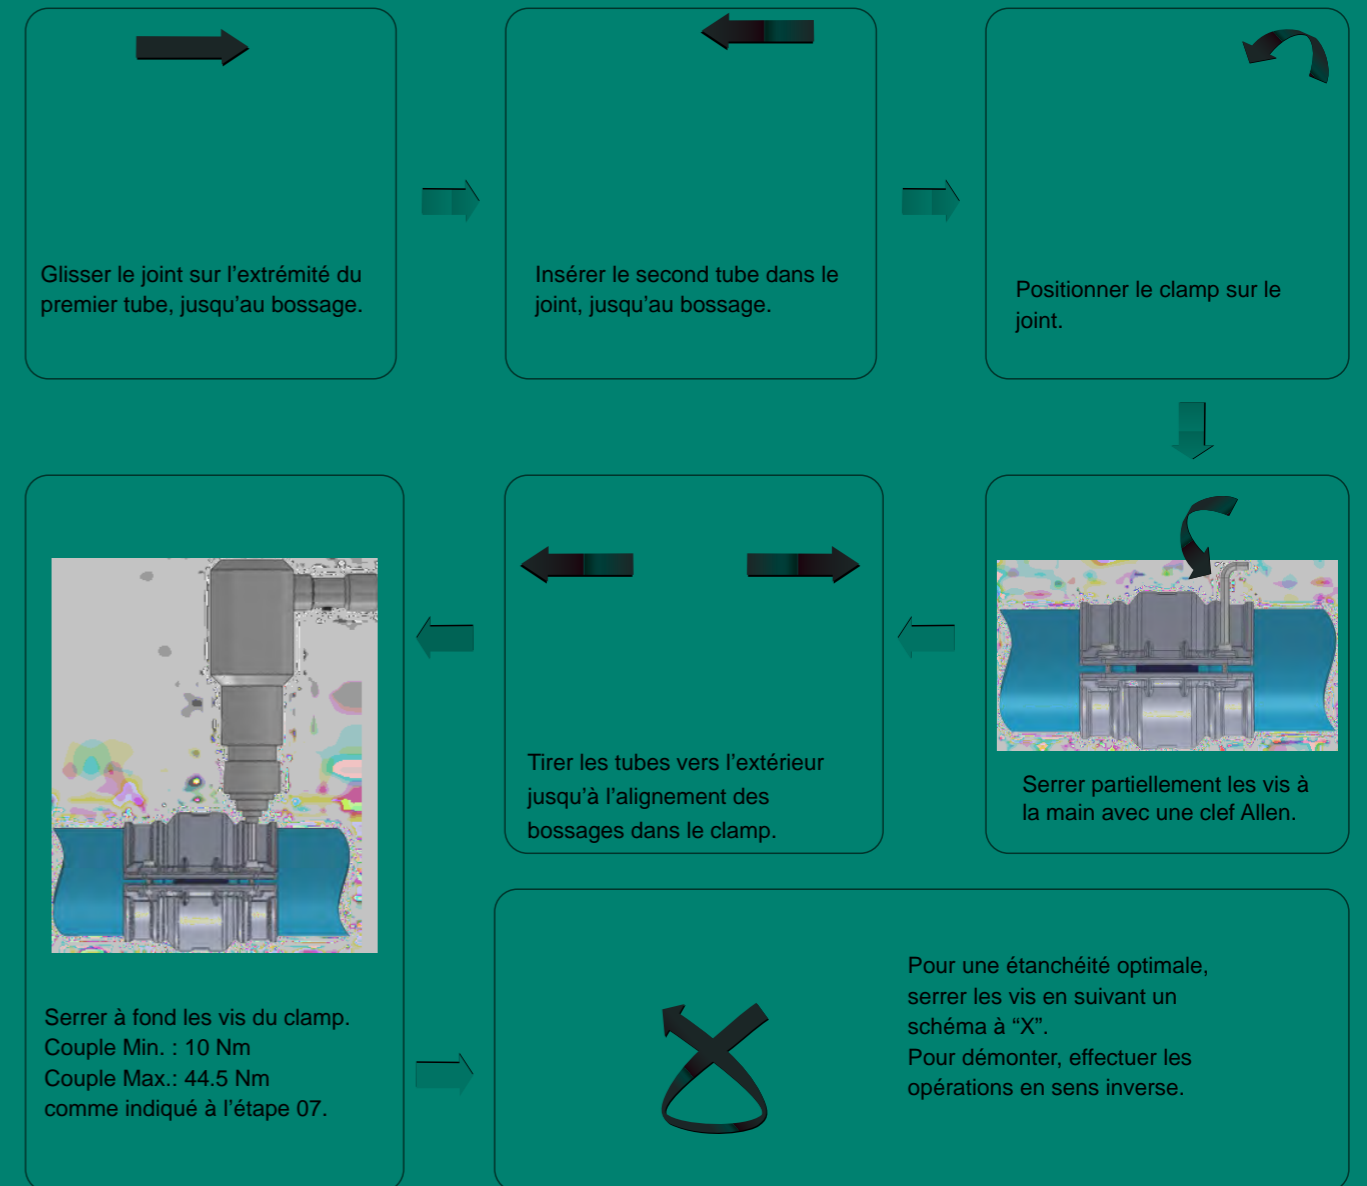 Glisser le joint sur l’extrémité du
premier tube, jusqu’au bossage.
Insérer le second tube dans le
joint, jusqu’au bossage.
Positionner le clamp sur le
joint.
Serrer partiellement les vis à
la main avec une clef Allen.
Tirer les tubes vers l’extérieur
jusqu’à l’alignement des
bossages dans le clamp.
Serrer à fond les vis du clamp.
Couple Min. : 10 Nm
Couple Max.: 44.5 Nm
comme indiqué à l’étape 07.
Pour une étanchéité optimale,
serrer les vis en suivant un
schéma à “X”.
Pour démonter, effectuer les
opérations en sens inverse.